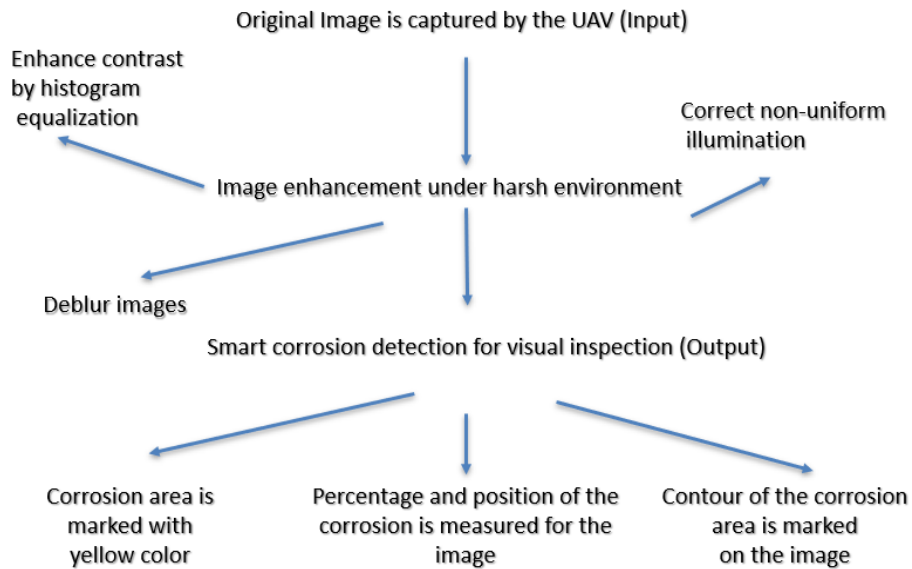 Original Image is captured by the UAV (Input)
Enhance contrast
by histogram
equalization
Correct non-uniform
illumination
Image enhancement under harsh environment
Deblur images
Smart corrosion detection for visual inspection (Output)
Corrosion area is
marked with
yellow color
Percentage and position of the
corrosion is measured for the
image
Contour of the corrosion
area is marked
on the image